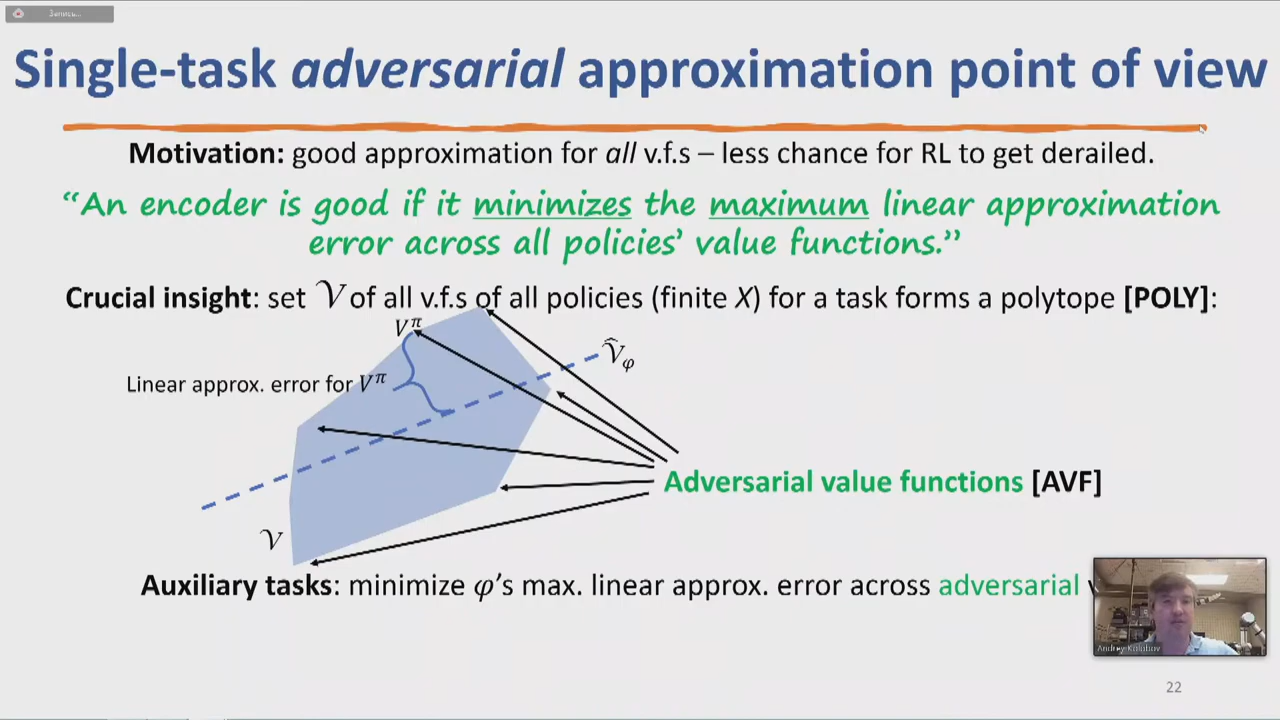 Запись...
Single-task adversarial approximation point of view
Motivation: good approximation for all v.f.s – less chance for RL to get derailed.
“An encoder is good if it minimizes the maximum linear approximation
error across all policies’ value functions.”
Crucial insight: set 𝒱 of all v.f.s of all policies (finite X) for a task forms a polytope [POLY]:
V^π
𝒱̂_φ
Linear approx. error for V^π
Adversarial value functions [AVF]
𝒱
Auxiliary tasks: minimize φ’s max. linear approx. error across adversarial
Andrey Kolobov
22